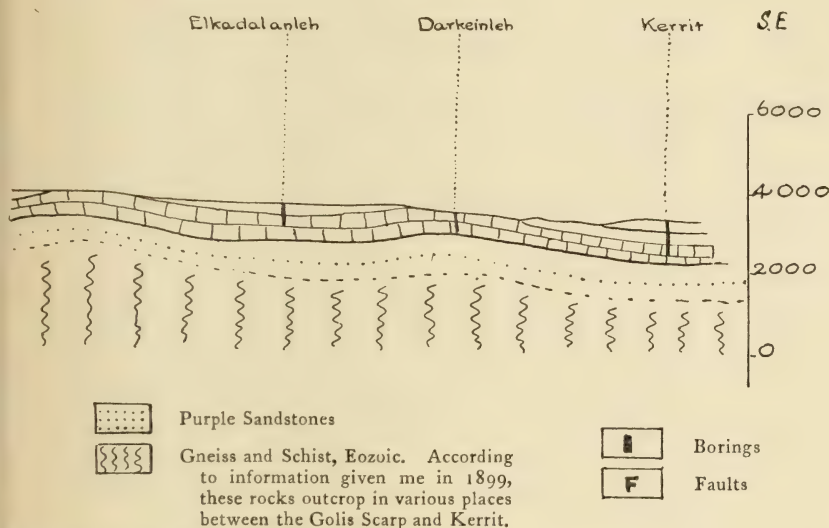 Elkadalanleh Darkeinleh Kerrit S.E
6000
4000
2000
0
Purple Sandstones
Gneiss and Schist, Eozoic. According
to information given me in 1899,
these rocks outcrop in various places
between the Golis Scarp and Kerrit.
Borings
F Faults